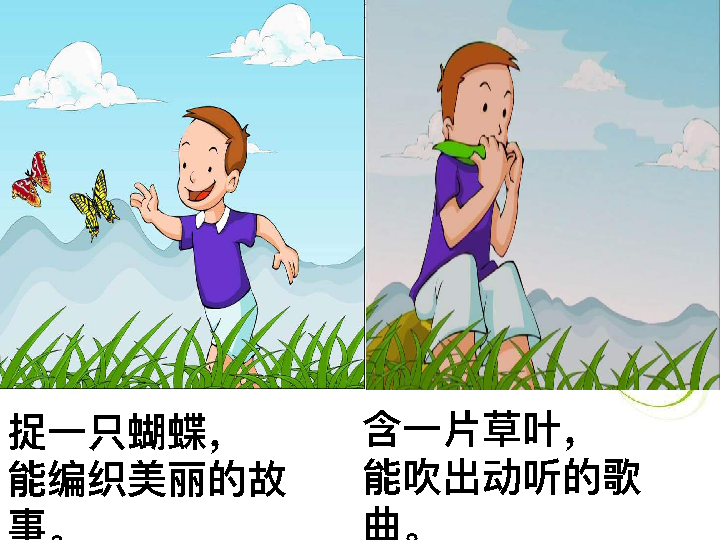 捉一只蝴蝶，
能编织美丽的故
事。
含一片草叶，
能吹出动听的歌
曲。